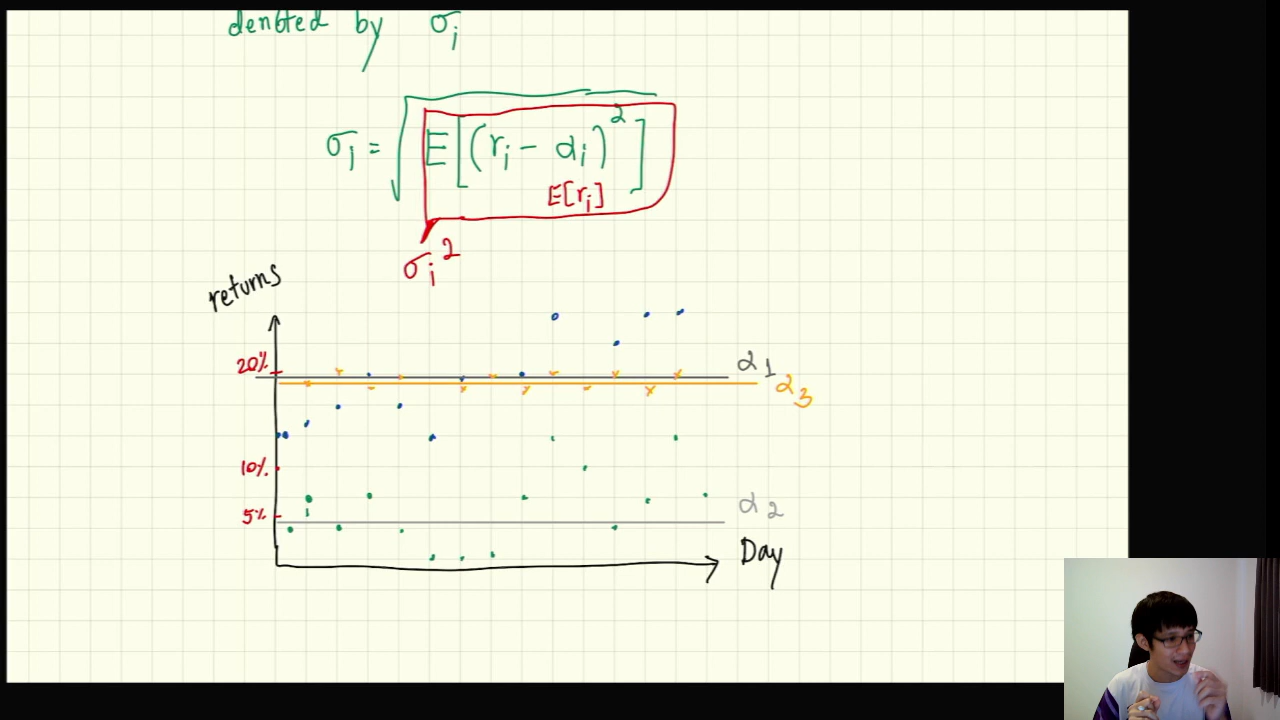 denoted by σᵢ
σᵢ = √E[(rᵢ - αᵢ)²]
E[rᵢ]
σᵢ²
returns
20%
α₁
α₃
10%
5%
α₂
Day